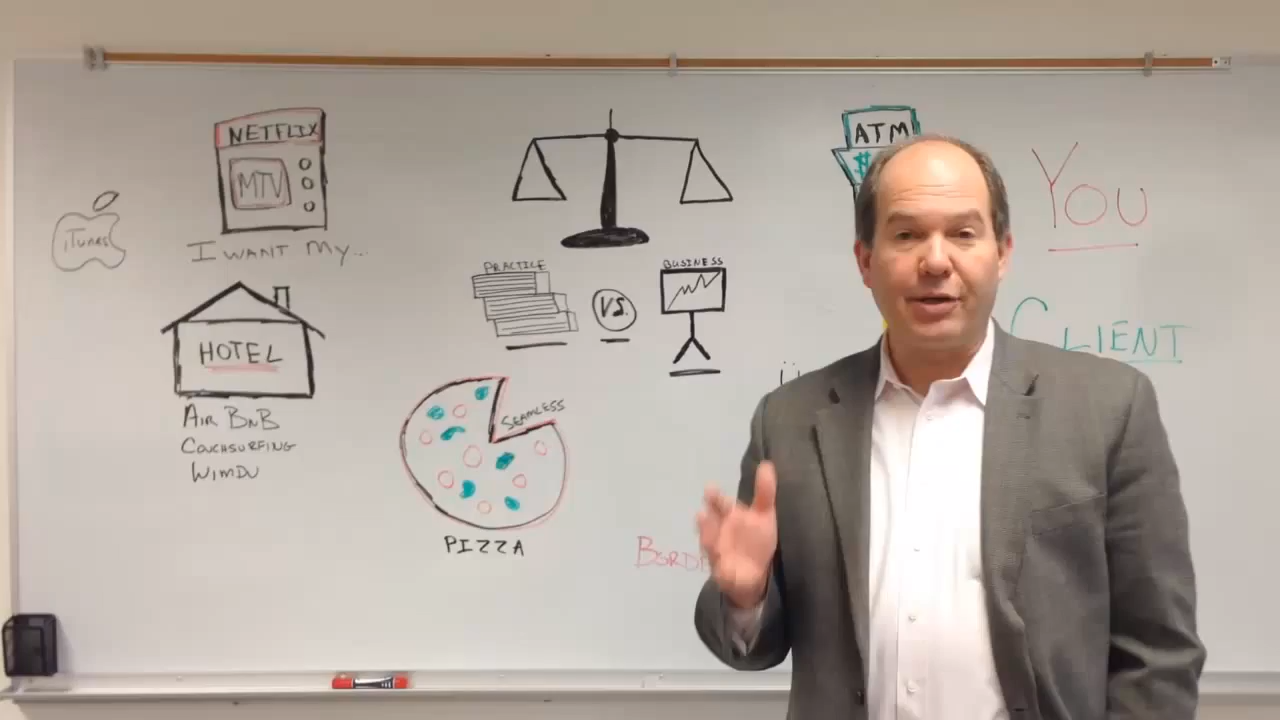 NETFLIX
MTV
iTunes
I WANT My...
HOTEL
AIR BNB
COUCHSURFING
WIMDU
PRACTICE
VS.
BUSINESS
SEAMLESS
PIZZA
ATM
$
YOU
CLIENT